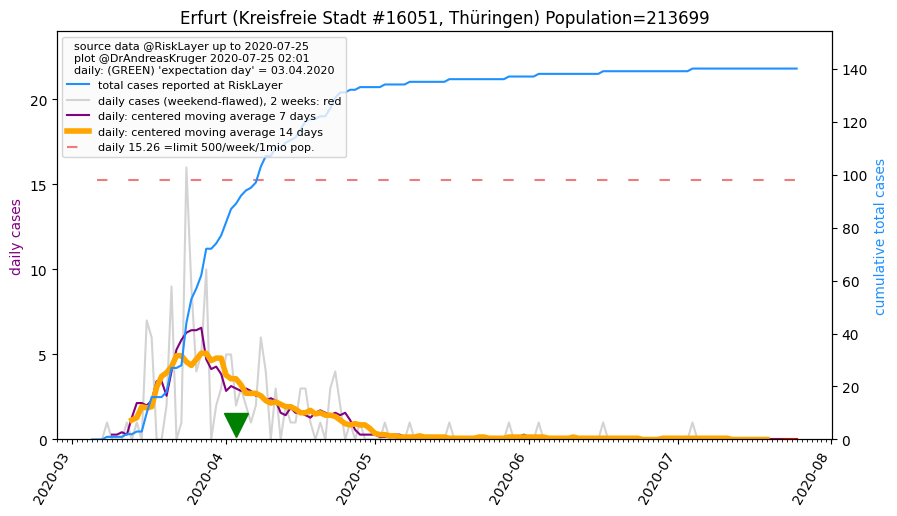 Erfurt (Kreisfreie Stadt #16051, Thüringen) Population=213699
source data @RiskLayer up to 2020-07-25
plot @DrAndreasKruger 2020-07-25 02:01
daily: (GREEN) 'expectation day' = 03.04.2020
total cases reported at RiskLayer
daily cases (weekend-flawed), 2 weeks: red
daily: centered moving average 7 days
daily: centered moving average 14 days
daily 15.26 =limit 500/week/1mio pop.
daily cases
0
5
10
15
20
cumulative total cases
0
20
40
60
80
100
120
140
2020-03
2020-04
2020-05
2020-06
2020-07
2020-08